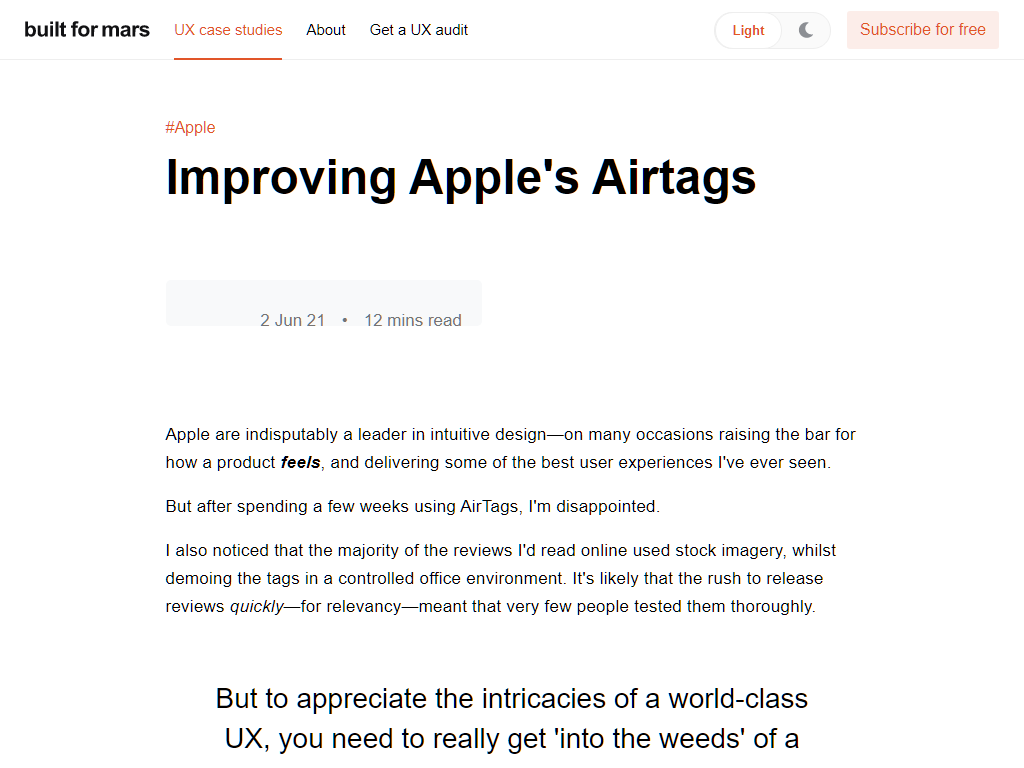 built for mars UX case studies About Get a UX audit Light Subscribe for free
#Apple
Improving Apple's Airtags
2 Jun 21 • 12 mins read
Apple are indisputably a leader in intuitive design—on many occasions raising the bar for
how a product feels, and delivering some of the best user experiences I've ever seen.
But after spending a few weeks using AirTags, I'm disappointed.
I also noticed that the majority of the reviews I'd read online used stock imagery, whilst
demoing the tags in a controlled office environment. It's likely that the rush to release
reviews quickly—for relevancy—meant that very few people tested them thoroughly.
But to appreciate the intricacies of a world-class
UX, you need to really get 'into the weeds' of a